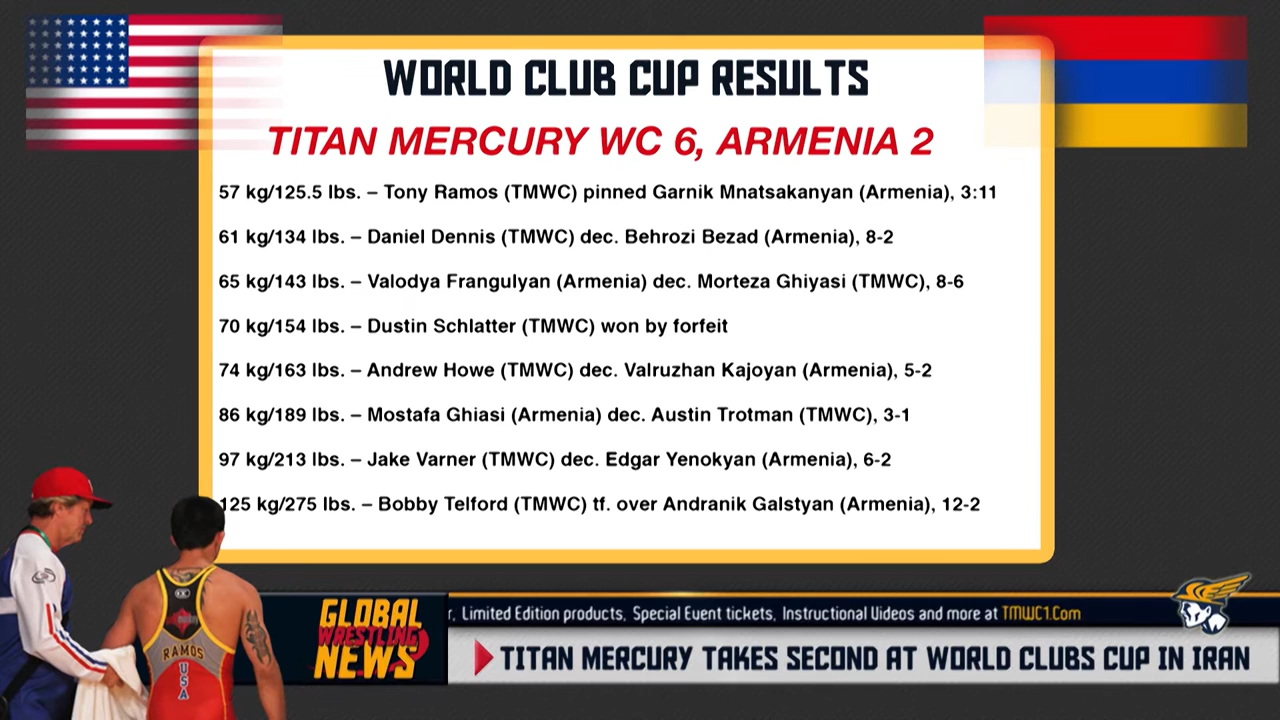 WORLD CLUB CUP RESULTS
TITAN MERCURY WC 6, ARMENIA 2
57 kg/125.5 lbs. – Tony Ramos (TMWC) pinned Garnik Mnatsakanyan (Armenia), 3:11
61 kg/134 lbs. – Daniel Dennis (TMWC) dec. Behrozi Bezad (Armenia), 8-2
65 kg/143 lbs. – Valodya Frangulyan (Armenia) dec. Morteza Ghiyasi (TMWC), 8-6
70 kg/154 lbs. – Dustin Schlatter (TMWC) won by forfeit
74 kg/163 lbs. – Andrew Howe (TMWC) dec. Valruzhan Kajoyan (Armenia), 5-2
86 kg/189 lbs. – Mostafa Ghiasi (Armenia) dec. Austin Trotman (TMWC), 3-1
97 kg/213 lbs. – Jake Varner (TMWC) dec. Edgar Yenokyan (Armenia), 6-2
125 kg/275 lbs. – Bobby Telford (TMWC) tf. over Andranik Galstyan (Armenia), 12-2
RAMOS
USA
GLOBAL
WRESTLING
NEWS
r, Limited Edition products, Special Event tickets, Instructional Videos and more at TMWC1.Com
TITAN MERCURY TAKES SECOND AT WORLD CLUBS CUP IN IRAN